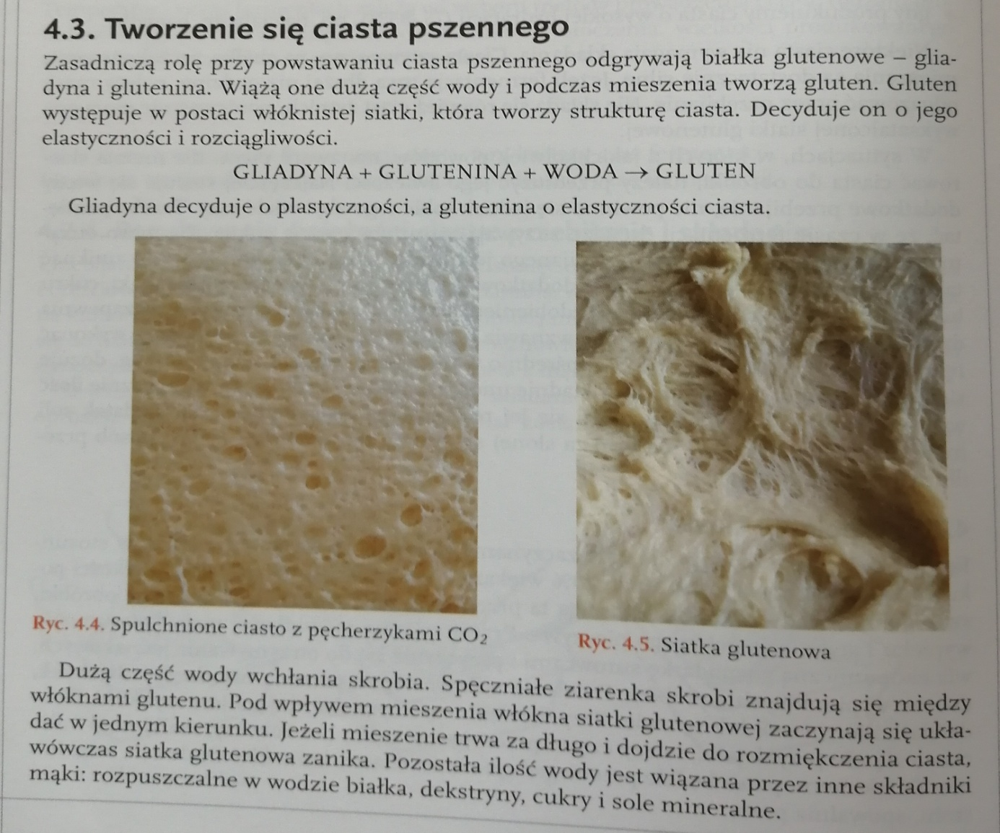 4.3. Tworzenie się ciasta pszennego
Zasadniczą rolę przy powstawaniu ciasta pszennego odgrywają białka glutenowe – glia-
dyna i glutenina. Wiążą one dużą część wody i podczas mieszenia tworzą gluten. Gluten
występuje w postaci włóknistej siatki, która tworzy strukturę ciasta. Decyduje on o jego
elastyczności i rozciągliwości.
GLIADYNA + GLUTENINA + WODA → GLUTEN
Gliadyna decyduje o plastyczności, a glutenina o elastyczności ciasta.
Ryc. 4.4. Spulchnione ciasto z pęcherzykami CO₂
Ryc. 4.5. Siatka glutenowa
Dużą część wody wchłania skrobia. Spęczniałe ziarenka skrobi znajdują się między
włóknami glutenu. Pod wpływem mieszenia włókna siatki glutenowej zaczynają się ukła-
dać w jednym kierunku. Jeżeli mieszenie trwa za długo i dojdzie do rozmiękczenia ciasta,
wówczas siatka glutenowa zanika. Pozostała ilość wody jest wiązana przez inne składniki
mąki: rozpuszczalne w wodzie białka, dekstryny, cukry i sole mineralne.